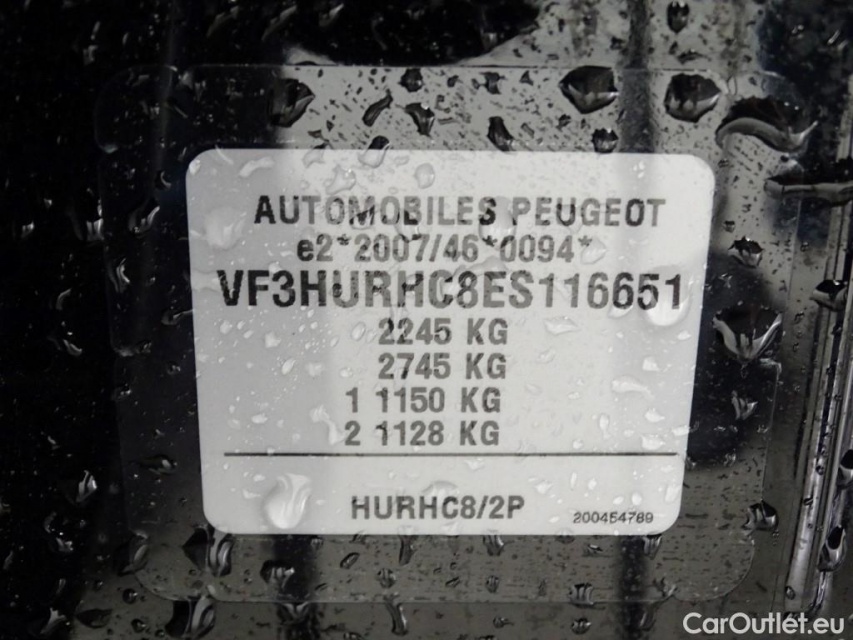 AUTOMOBILES PEUGEOT
e2*2007/46*0094*
VF3HURHC8ES116651
2245 KG
2745 KG
1 1150 KG
2 1128 KG
HURHC8/2P
200454789
CarOutlet.eu